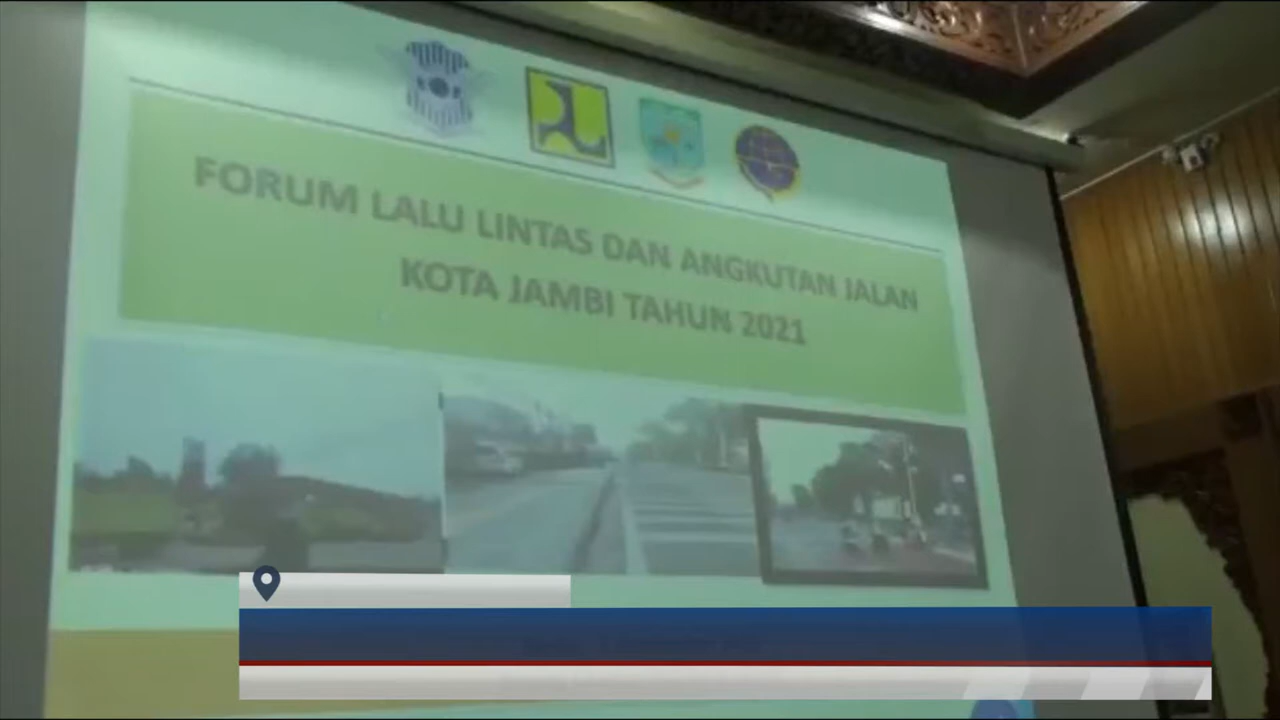 FORUM LALU LINTAS DAN ANGKUTAN JALAN
KOTA JAMBI TAHUN 2021